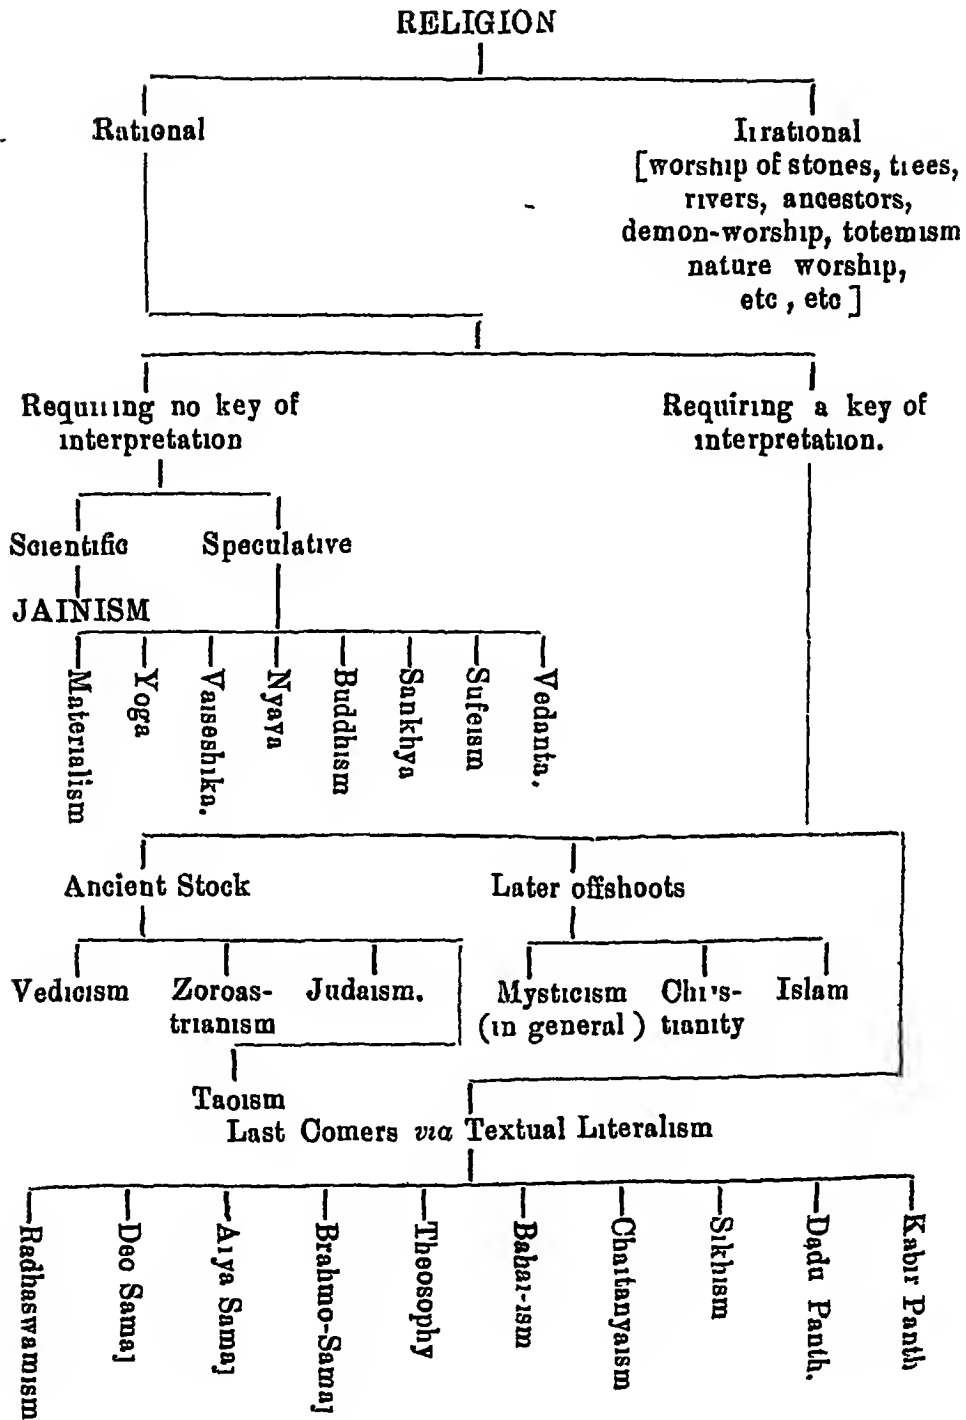 RELIGION
Rational
Irrational
[worship of stones, trees,
rivers, ancestors,
demon-worship, totemism
nature worship,
etc , etc ]
Requiring no key of
interpretation
Requiring a key of
interpretation.
Scientific
Speculative
JAINISM
Materialism
Yoga
Vaiseshika.
Nyaya
Buddhism
Sankhya
Sufeism
Vedanta.
Ancient Stock
Later offshoots
Vedicism
Zoroas-
trianism
Judaism.
Mysticism
(in general)
Chris-
tianity
Islam
Taoism
Last Comers via Textual Literalism
Radhaswamism
Deo Samaj
Arya Samaj
Brahmo-Samaj
Theosophy
Bahai-ism
Chaitanyaism
Sikhism
Dadu Panth.
Kabir Panth